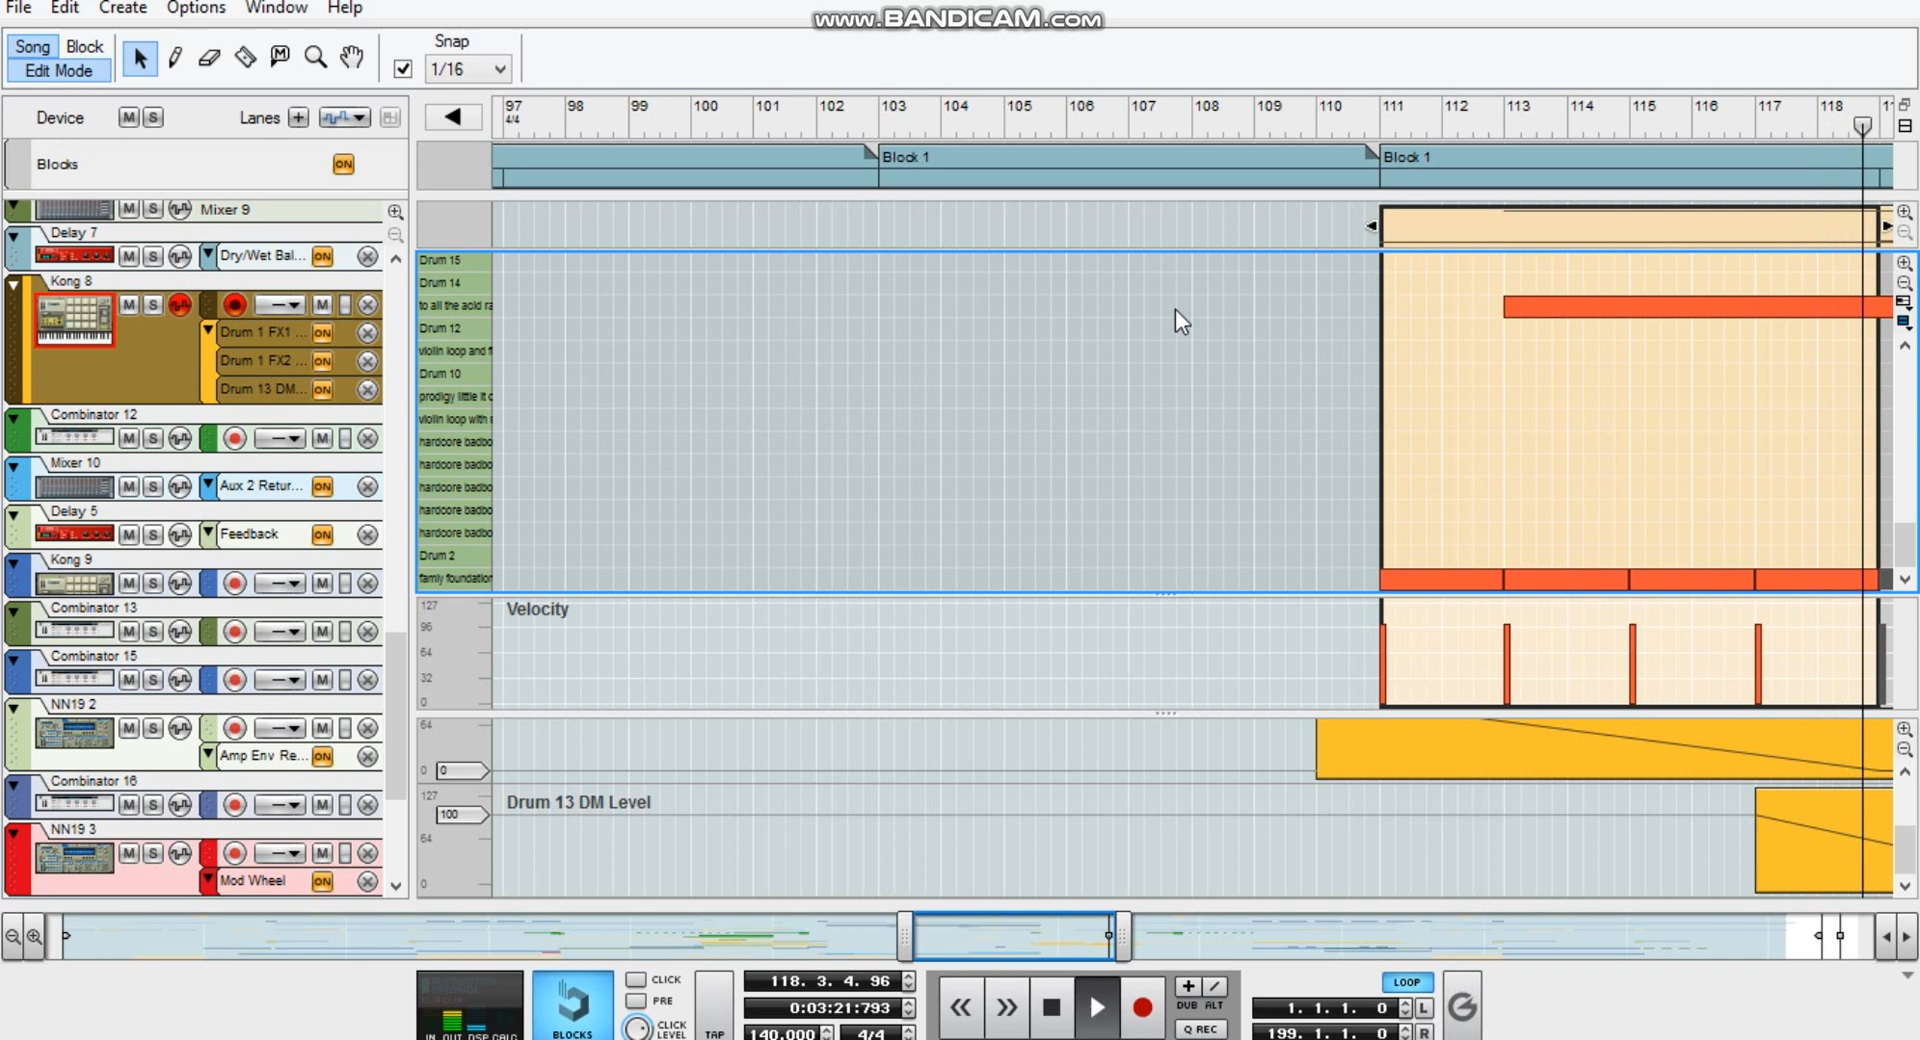 File Edit Create Options Window Help
www.BANDICAM.com
Song Block
Edit Mode
Snap
1/16
Device M S Lanes
97 98 99 100 101 102 103 104 105 106 107 108 109 110 111 112 113 114 115 116 117 118
4/4
Blocks ON
Block 1 Block 1
M S Mixer 9
Delay 7
M S Dry/Wet Bal... ON
Kong 8
M S M
Drum 1 FX1 ... ON
Drum 1 FX2 ... ON
Drum 13 DM... ON
Combinator 12
M S M
Mixer 10
M S Aux 2 Retur... ON
Delay 5
M S Feedback ON
Kong 9
M S M
Combinator 13
M S M
Combinator 15
M S M
NN19 2
M S M
Amp Env Re... ON
Combinator 16
M S M
NN19 3
M S M
Mod Wheel ON
Drum 15
Drum 14
to all the acid ra
Drum 12
violin loop and f
Drum 10
prodigy little it c
violin loop with
hardcore badbo
hardcore badbo
hardcore badbo
hardcore badbo
hardcore badbo
Drum 2
famly foundation
127
96
64
32
0
Velocity
64
0 0
127
100
64
0
Drum 13 DM Level
IN OUT DSP CALC
BLOCKS
CLICK
PRE
CLICK
LEVEL
TAP
118. 3. 4. 96
0:03:21:793
140.000 4/4
DUB ALT
Q REC
LOOP
1. 1. 1. 0 L
199. 1. 1. 0 R